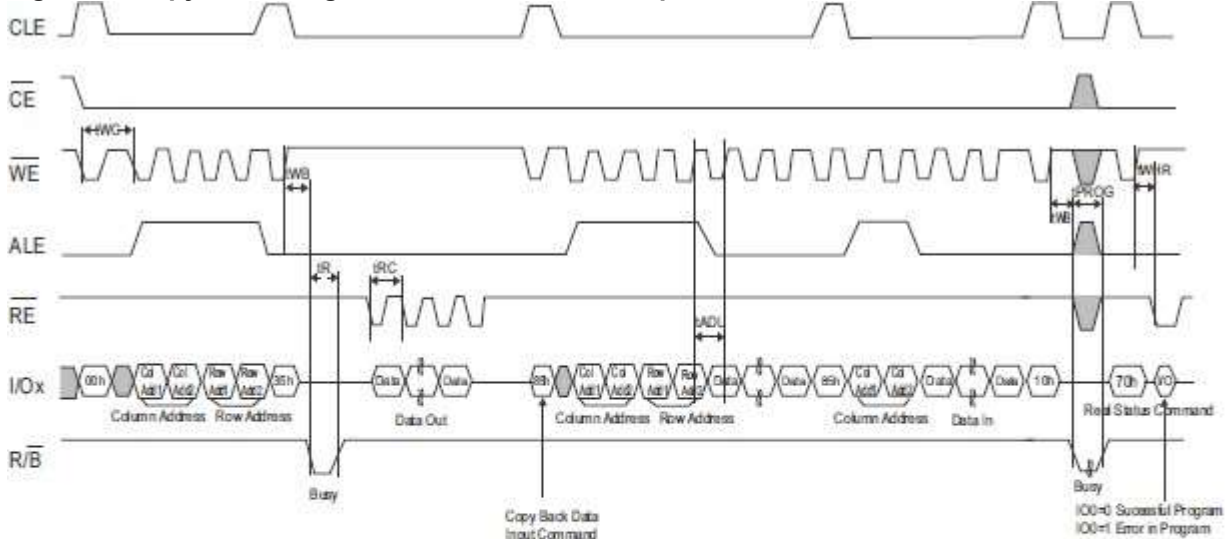 CLE
CE
tWC
WE
tWB
tWB
tPROG
tWHR
ALE
tR
tRC
RE
tADL
I/Ox
00h
Col Add1
Col Add2
Row Add1
Row Add2
35h
Data
Data
85h
Col Add1
Col Add2
Row Add1
Row Add2
Data
Data
85h
Col Add1
Col Add2
Data
Data
10h
70h
I/O
Column Address
Row Address
Data Out
Column Address
Row Address
Column Address
Data In
Read Status Command
R/B
Busy
Busy
Copy Back Data
Input Command
IO0=0 Successful Program
IO0=1 Error in Program